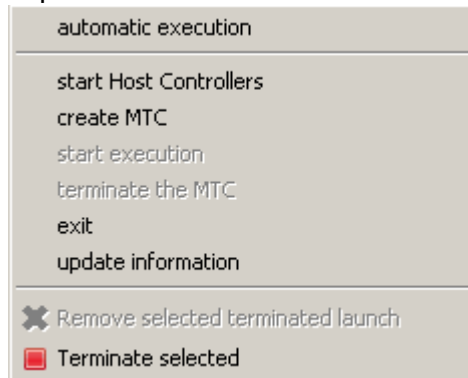 automatic execution
start Host Controllers
create MTC
start execution
terminate the MTC
exit
update information
Remove selected terminated launch
Terminate selected